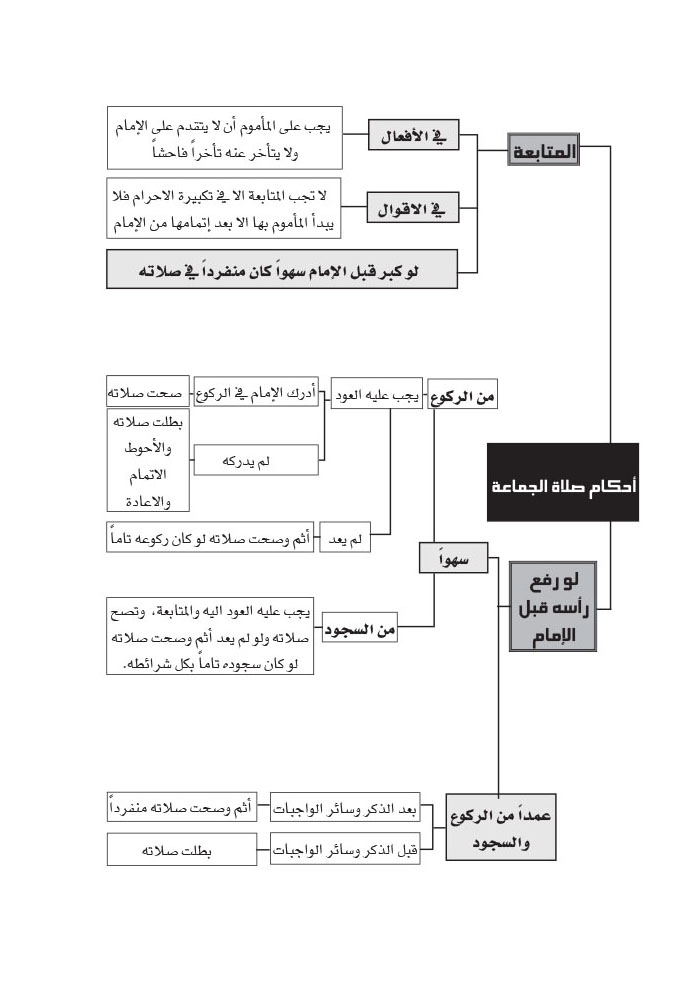 المتابعة
في الأفعال
يجب على المأموم أن لا يتقدم على الإمام
ولا يتأخر عنه تأخراً فاحشاً
في الاقوال
لا تجب المتابعة الا في تكبيرة الاحرام فلا
يبدأ المأموم بها الا بعد إتمامها من الإمام
لو كبر قبل الإمام سهواً كان منفرداً في صلاته
أحكام صلاة الجماعة
من الركوع
يجب عليه العود
أدرك الإمام في الركوع
صحت صلاته
لم يدركه
بطلت صلاته
والأحوط
الاتمام
والاعادة
لم يعد
أثم وصحت صلاته لو كان ركوعه تاماً
سهواً
لو رفع
رأسه قبل
الإمام
من السجود
يجب عليه العود اليه والمتابعة، وتصح
صلاته ولو لم يعد أثم وصحت صلاته
لو كان سجوده تاماً بكل شرائطه.
عمداً من الركوع
والسجود
بعد الذكر وسائر الواجبات
أثم وصحت صلاته منفرداً
قبل الذكر وسائر الواجبات
بطلت صلاته